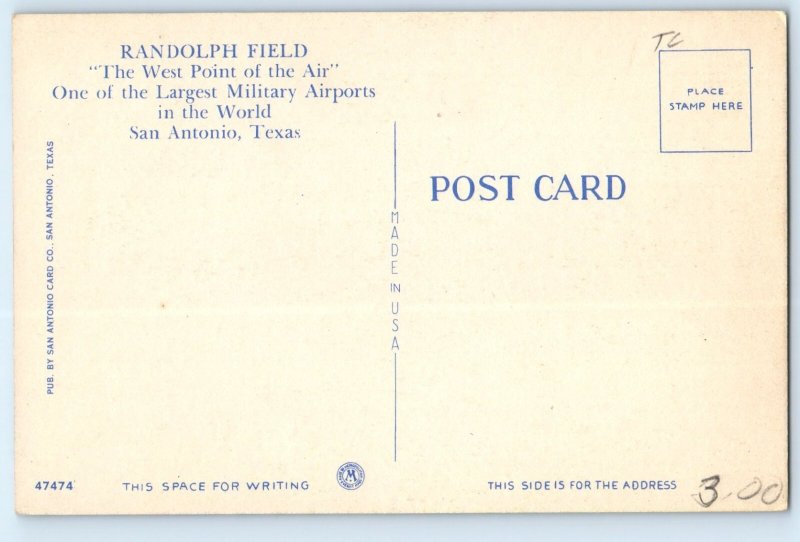 RANDOLPH FIELD
"The West Point of the Air"
One of the Largest Military Airports
in the World
San Antonio, Texas
PUB. BY SAN ANTONIO CARD CO., SAN ANTONIO, TEXAS
MADE IN USA
TC
PLACE
STAMP HERE
POST CARD
47474
THIS SPACE FOR WRITING
THIS SIDE IS FOR THE ADDRESS
3.00